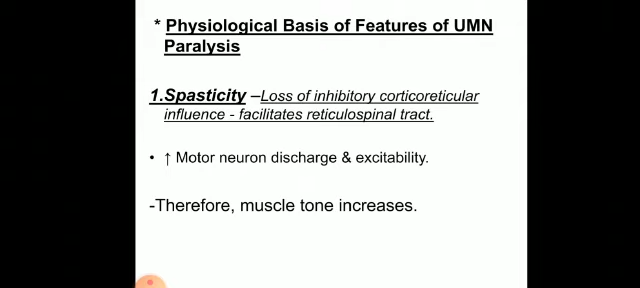 * Physiological Basis of Features of UMN
Paralysis
1.Spasticity –Loss of inhibitory corticoreticular
influence - facilitates reticulospinal tract.
• ↑ Motor neuron discharge & excitability.
-Therefore, muscle tone increases.